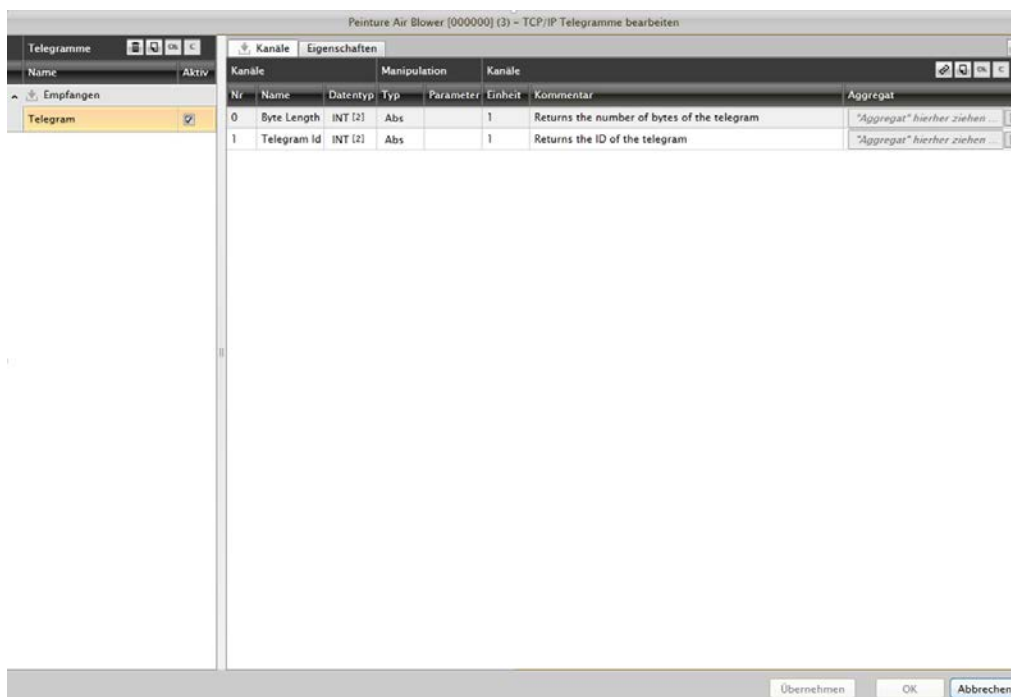 Peinture Air Blower [000000] (3) – TCP/IP Telegramme bearbeiten
Telegramme Ch C
Kanäle Eigenschaften
Name Aktiv
Kanäle Manipulation Kanäle Ch C
Empfangen
Nr Name Datentyp Typ Parameter Einheit Kommentar Aggregat
Telegram
0 Byte Length INT [2] Abs 1 Returns the number of bytes of the telegram "Aggregat" hierher ziehen ...
1 Telegram Id INT [2] Abs 1 Returns the ID of the telegram "Aggregat" hierher ziehen ...
Übernehmen OK Abbrechen